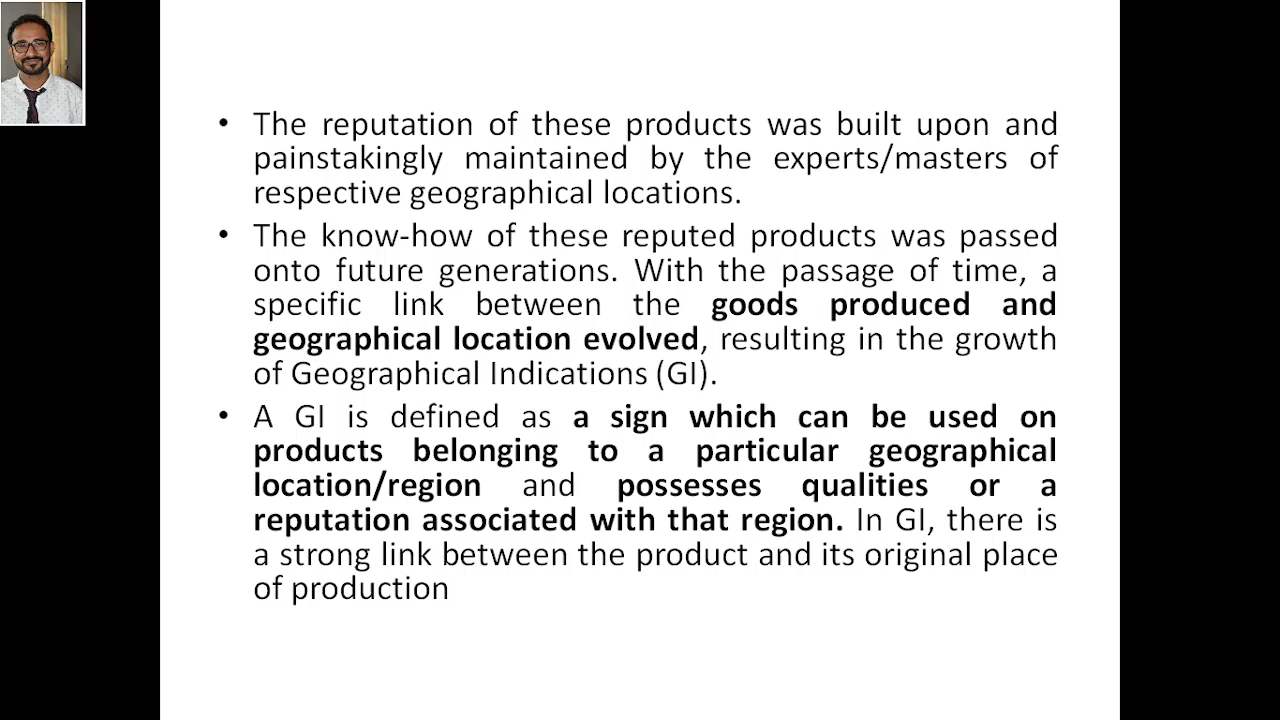 • The reputation of these products was built upon and
painstakingly maintained by the experts/masters of
respective geographical locations.
• The know-how of these reputed products was passed
onto future generations. With the passage of time, a
specific link between the goods produced and
geographical location evolved, resulting in the growth
of Geographical Indications (GI).
• A GI is defined as a sign which can be used on
products belonging to a particular geographical
location/region and possesses qualities or a
reputation associated with that region. In GI, there is
a strong link between the product and its original place
of production